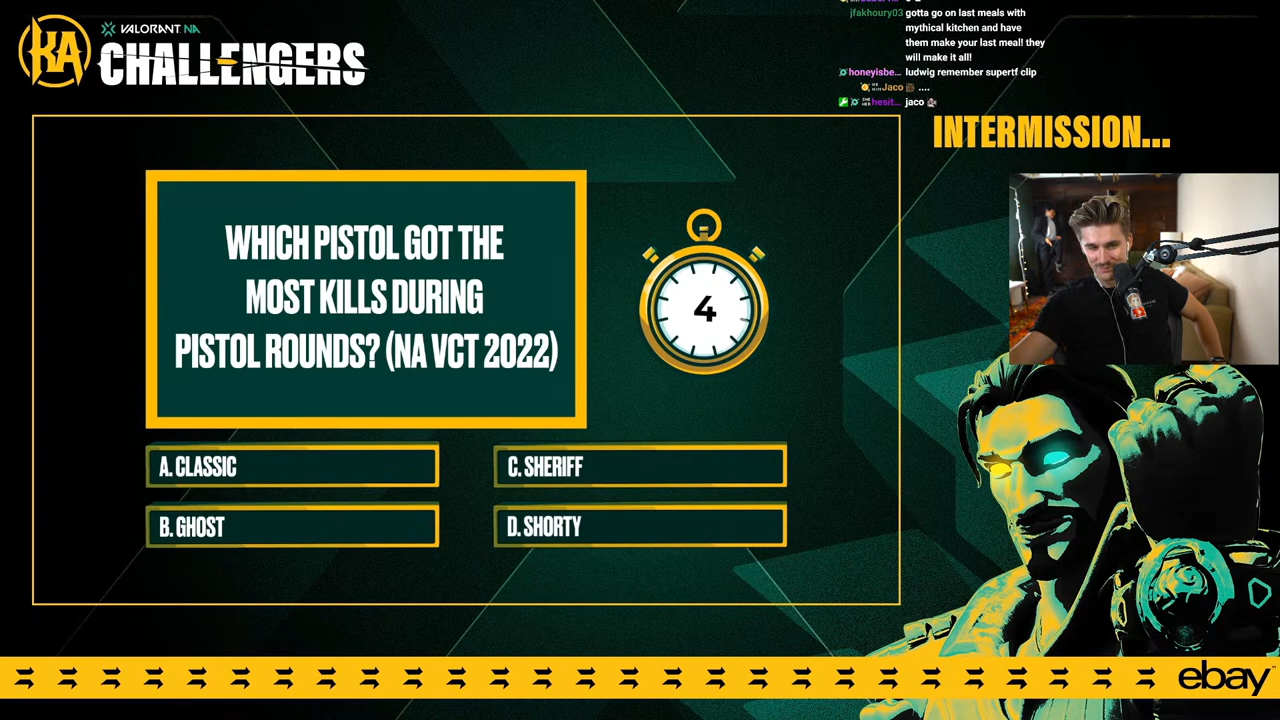 KA
VALORANT NA
CHALLENGERS
jfakhoury03 gotta go on last meals with
mythical kitchen and have
them make your last meal! they
will make it all!
honeyisbe... ludwig remember supertf clip
Jaco ....
hesit... jaco
INTERMISSION...
WHICH PISTOL GOT THE
MOST KILLS DURING
PISTOL ROUNDS? (NA VCT 2022)
4
A. CLASSIC
C. SHERIFF
B. GHOST
D. SHORTY
ebay